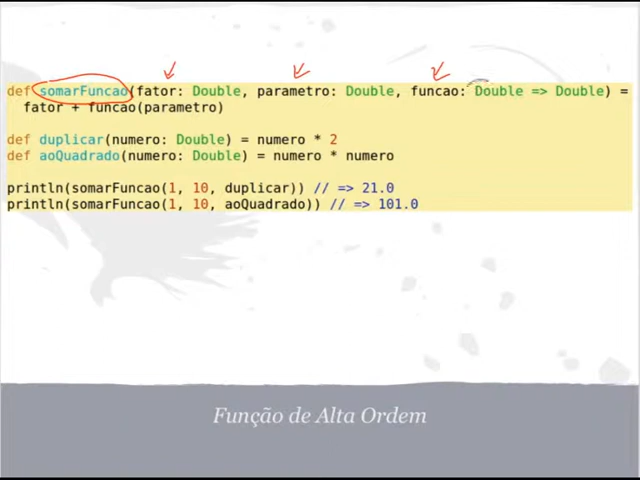 def somarFuncao(fator: Double, parametro: Double, funcao: Double => Double) =
  fator + funcao(parametro)
def duplicar(numero: Double) = numero * 2
def aoQuadrado(numero: Double) = numero * numero
println(somarFuncao(1, 10, duplicar)) // => 21.0
println(somarFuncao(1, 10, aoQuadrado)) // => 101.0
Função de Alta Ordem